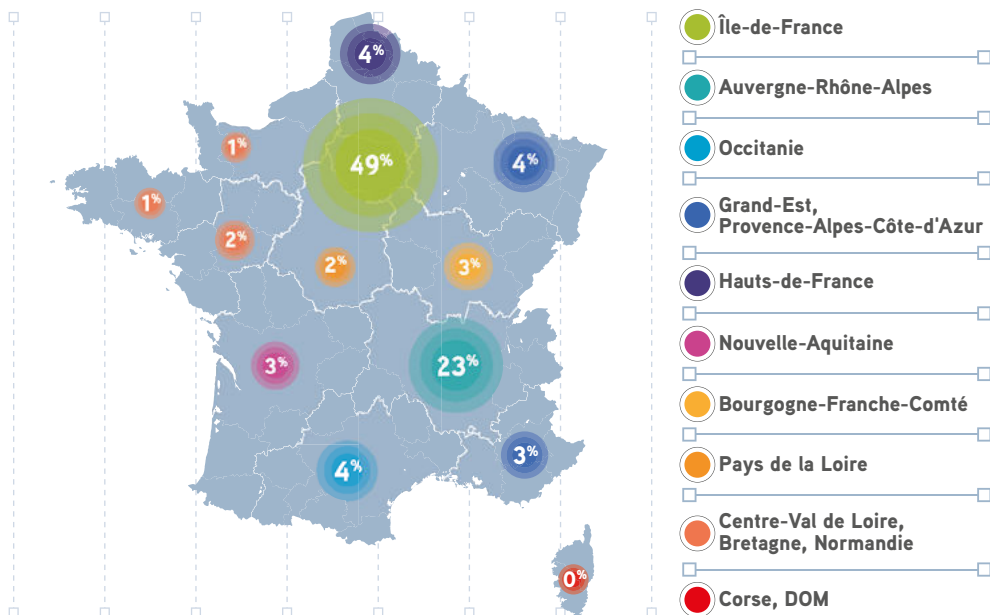 4%
49%
1%
4%
1%
2%
2%
3%
3%
23%
4%
3%
0%
Île-de-France
Auvergne-Rhône-Alpes
Occitanie
Grand-Est,
Provence-Alpes-Côte-d'Azur
Hauts-de-France
Nouvelle-Aquitaine
Bourgogne-Franche-Comté
Pays de la Loire
Centre-Val de Loire,
Bretagne, Normandie
Corse, DOM